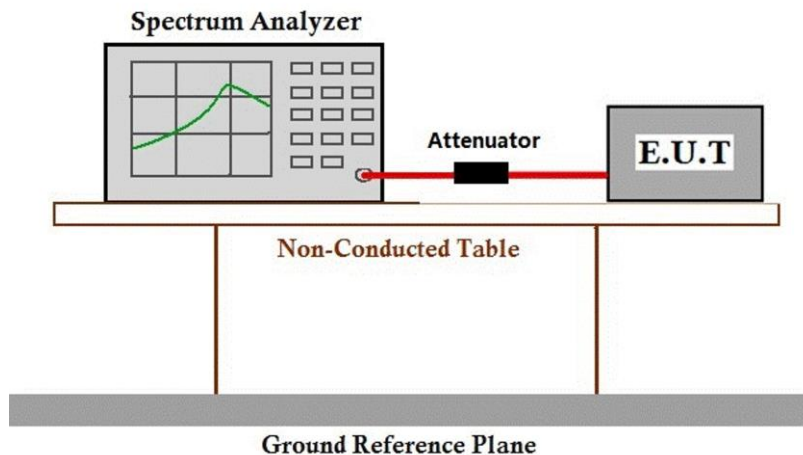 Spectrum Analyzer
Attenuator
E.U.T
Non-Conducted Table
Ground Reference Plane